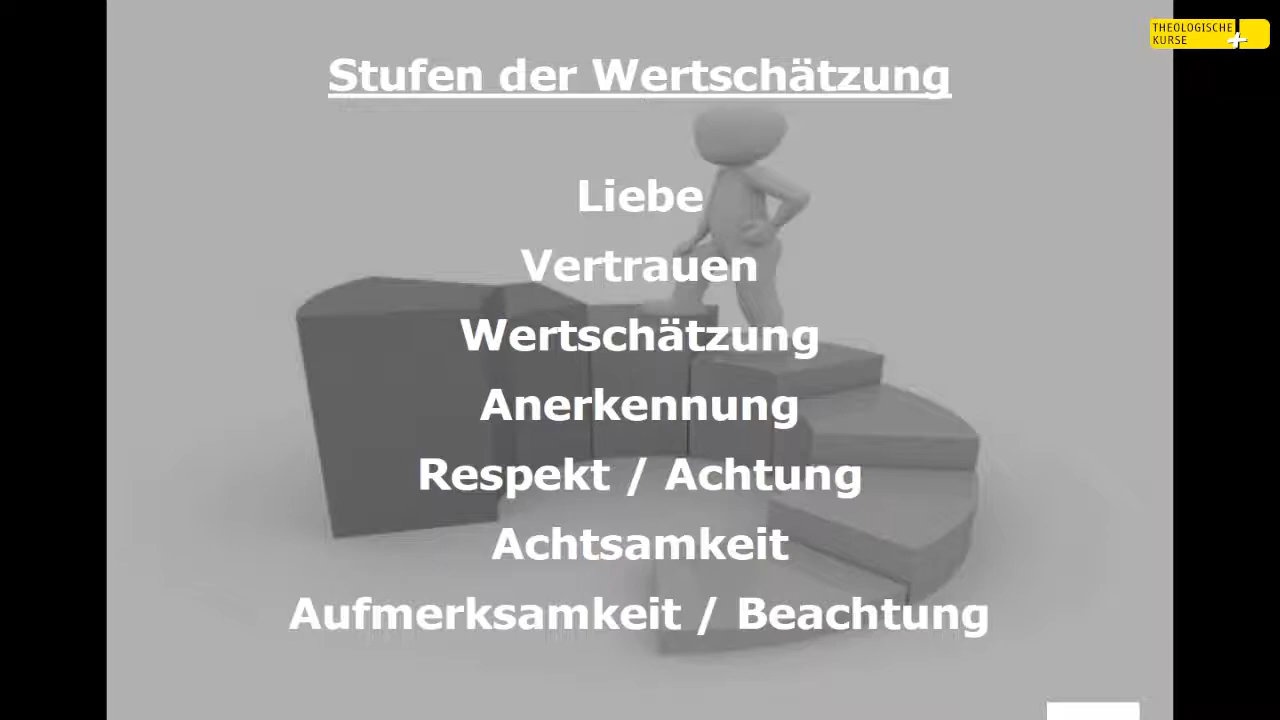 THEOLOGISCHE
KURSE
Stufen der Wertschätzung
Liebe
Vertrauen
Wertschätzung
Anerkennung
Respekt / Achtung
Achtsamkeit
Aufmerksamkeit / Beachtung